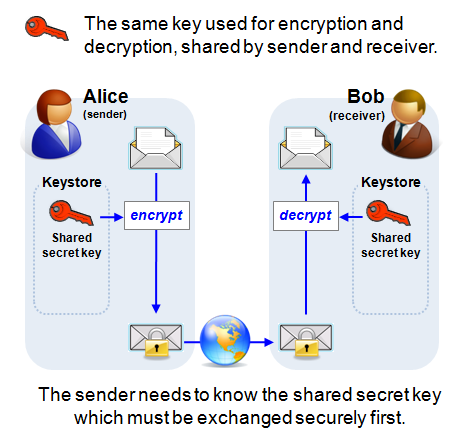 The same key used for encryption and
decryption, shared by sender and receiver.
Alice
(sender)
Bob
(receiver)
Keystore
Shared
secret key
encrypt
decrypt
Keystore
Shared
secret key
The sender needs to know the shared secret key
which must be exchanged securely first.